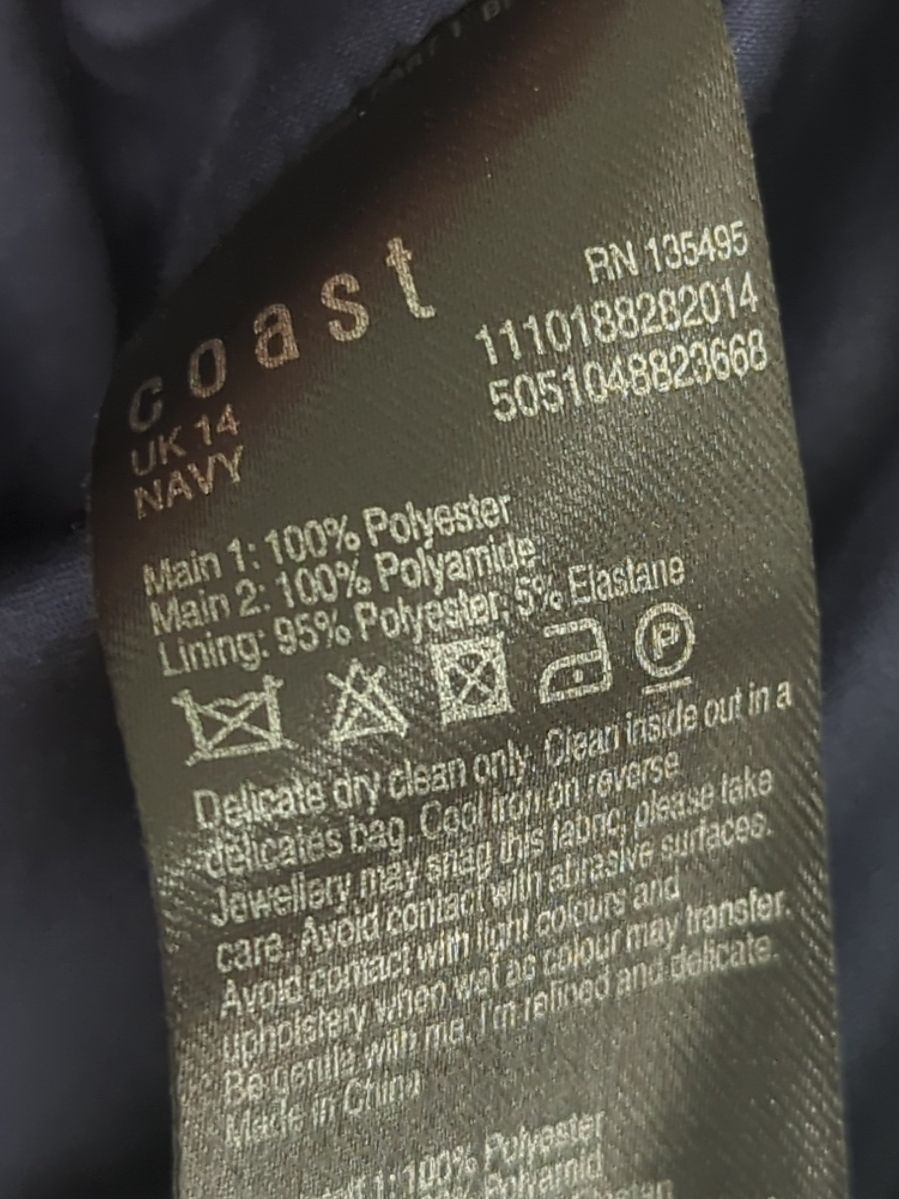 coast
UK 14
NAVY
RN 135495
1110188282014
5051048823668
Main 1: 100% Polyester
Main 2: 100% Polyamide
Lining: 95% Polyester, 5% Elastane
P
Delicate dry clean only. Clean inside out in a
delicates bag. Cool iron on reverse
Jewellery may snag this fabric, please take
care. Avoid contact with abrasive surfaces.
Avoid contact with light colours and
upholstery when wet as colour may transfer.
Be gentle with me, I'm refined and delicate.
Made in China
1: 100% Polyester